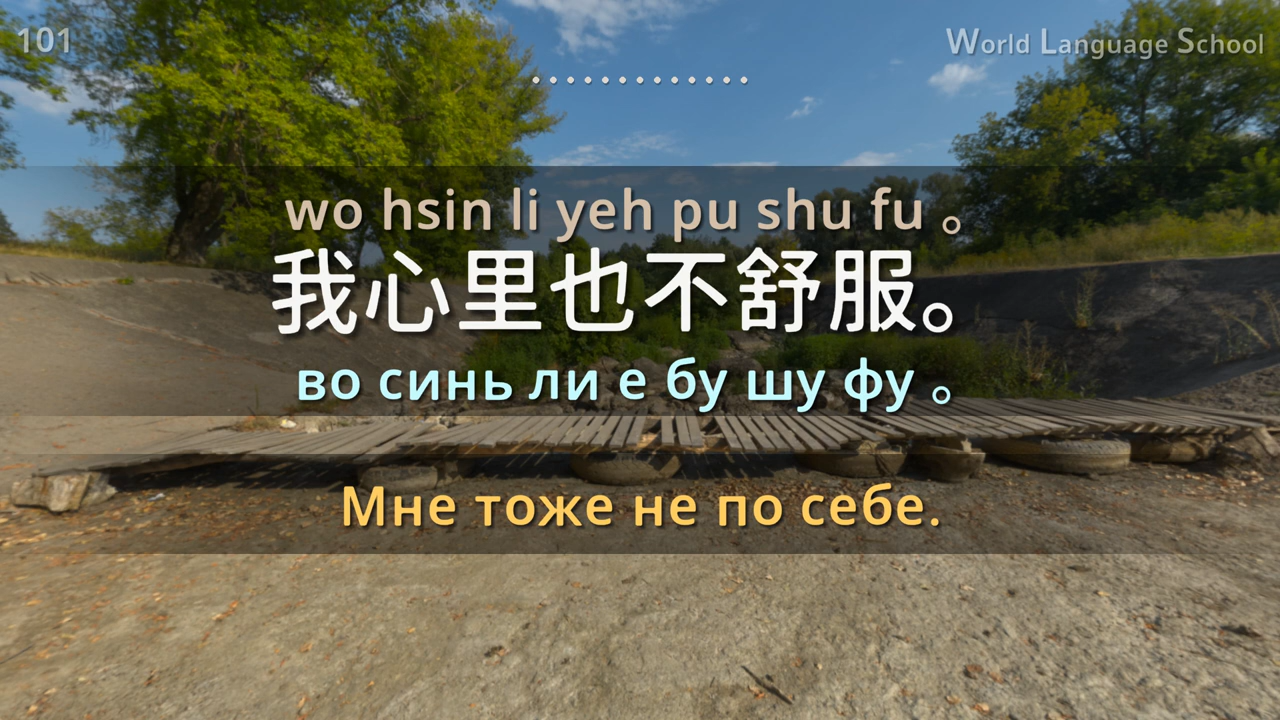 101
World Language School
wo hsin li yeh pu shu fu 。
我心里也不舒服。
во синь ли е бу шу фу 。
Мне тоже не по себе.